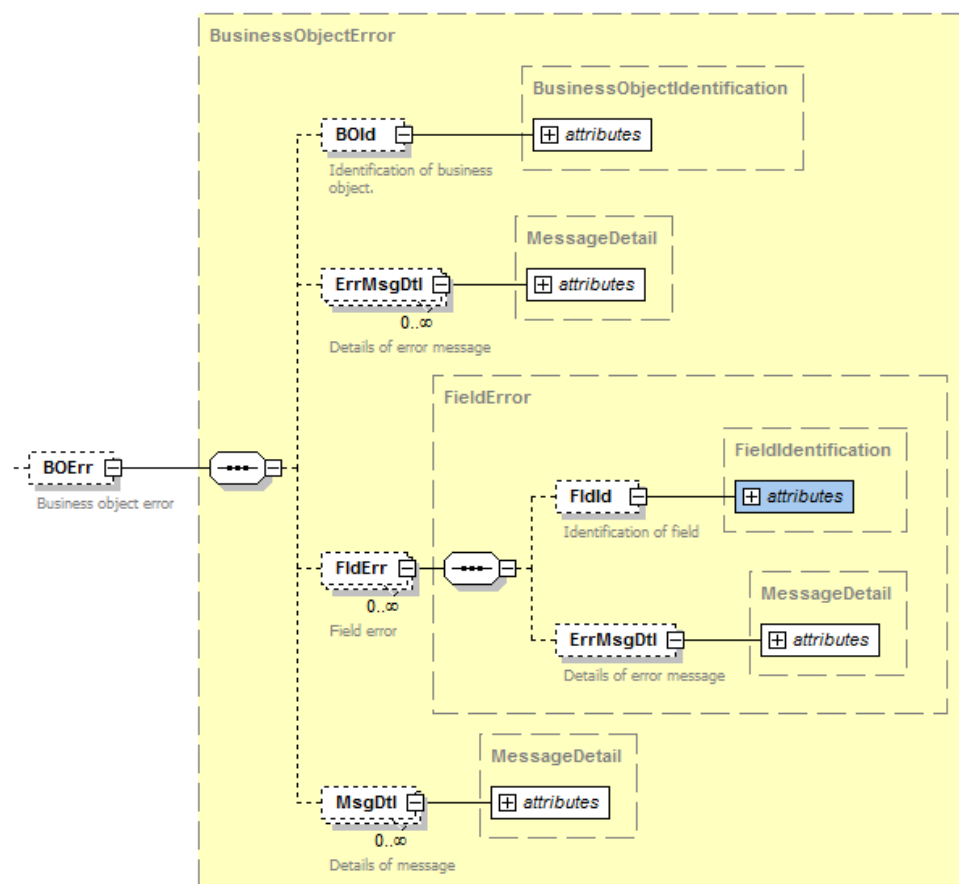 BusinessObjectError
BusinessObjectIdentification
BOId
attributes
Identification of business
object.
MessageDetail
ErrMsgDtl
attributes
0..∞
Details of error message
FieldError
FieldIdentification
BOErr
FldId
attributes
Business object error
Identification of field
FldErr
0..∞
Field error
MessageDetail
ErrMsgDtl
attributes
Details of error message
MessageDetail
MsgDtl
attributes
0..∞
Details of message